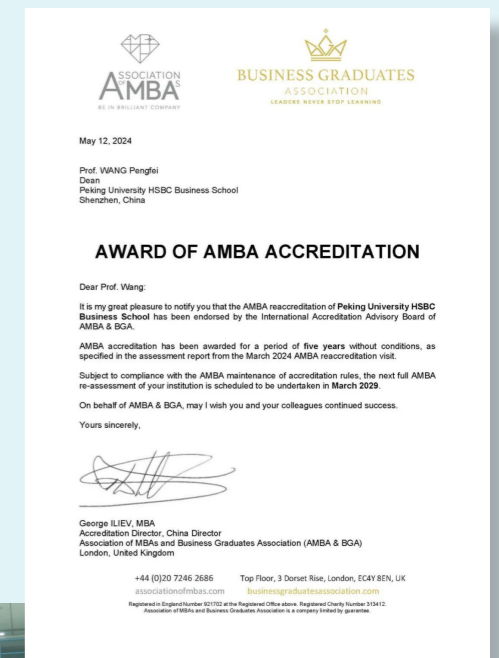 ASSOCIATION
OF
AMBAS
BE IN BRILLIANT COMPANY
BUSINESS GRADUATES
ASSOCIATION
LEADERS NEVER STOP LEARNING
May 12, 2024
Prof. WANG Pengfei
Dean
Peking University HSBC Business School
Shenzhen, China
AWARD OF AMBA ACCREDITATION
Dear Prof. Wang:
It is my great pleasure to notify you that the AMBA reaccreditation of Peking University HSBC
Business School has been endorsed by the International Accreditation Advisory Board of
AMBA & BGA.
AMBA accreditation has been awarded for a period of five years without conditions, as
specified in the assessment report from the March 2024 AMBA reaccreditation visit.
Subject to compliance with the AMBA maintenance of accreditation rules, the next full AMBA
re-assessment of your institution is scheduled to be undertaken in March 2029.
On behalf of AMBA & BGA, may I wish you and your colleagues continued success.
Yours sincerely,
George ILIEV, MBA
Accreditation Director, China Director
Association of MBAs and Business Graduates Association (AMBA & BGA)
London, United Kingdom
+44 (0)20 7246 2686 Top Floor, 3 Dorset Rise, London, EC4Y 8EN, UK
associationofmbas.com businessgraduatesassociation.com
Registered in England Number 921702 at the Registered Office above. Registered Charity Number 313412.
Association of MBAs and Business Graduates Association is a company limited by guarantee.